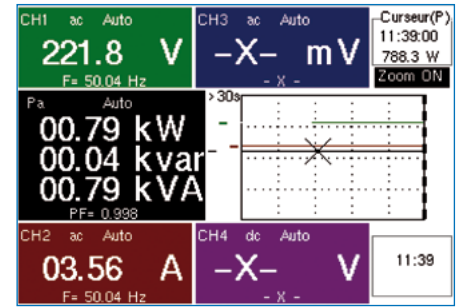 CH1 ac Auto
221.8 V
F= 50.04 Hz
CH3 ac Auto
-X- mV
- X -
Curseur(P)
11:39:00
788.3 W
Zoom ON
Pa Auto
00.79 kW
00.04 kvar
00.79 kVA
PF= 0.998
>30s
CH2 ac Auto
03.56 A
F= 50.04 Hz
CH4 dc Auto
-X- V
- X -
11:39